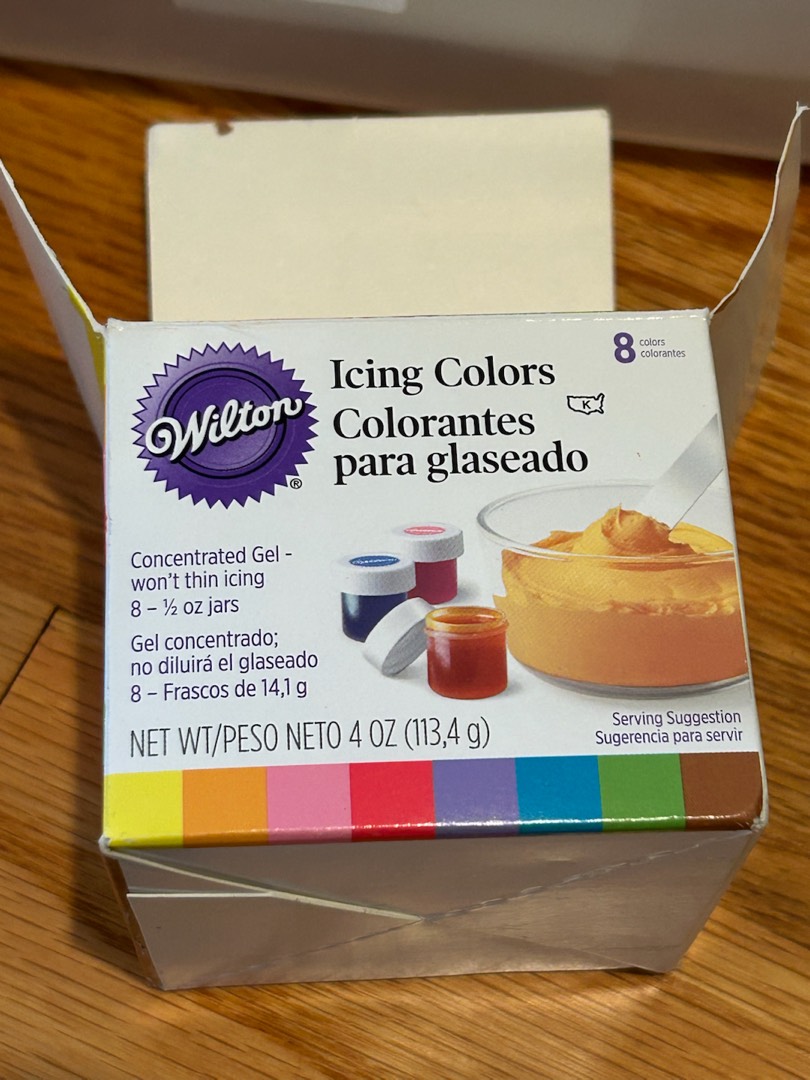 Wilton®
Icing Colors
Colorantes
para glaseado
K
8 colors
colorantes
Concentrated Gel -
won't thin icing
8 – ½ oz jars
Gel concentrado;
no diluirá el glaseado
8 – Frascos de 14,1 g
NET WT/PESO NETO 4 OZ (113,4 g)
Serving Suggestion
Sugerencia para servir